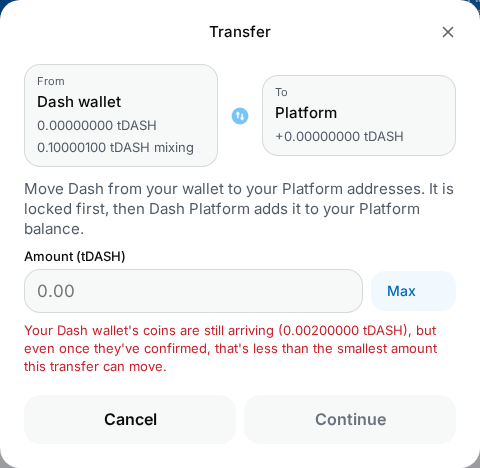 Transfer
From
Dash wallet
0.00000000 tDASH
0.10000100 tDASH mixing
To
Platform
+0.00000000 tDASH
Move Dash from your wallet to your Platform addresses. It is
locked first, then Dash Platform adds it to your Platform
balance.
Amount (tDASH)
0.00
Max
Your Dash wallet's coins are still arriving (0.00200000 tDASH), but
even once they've confirmed, that's less than the smallest amount
this transfer can move.
Cancel
Continue